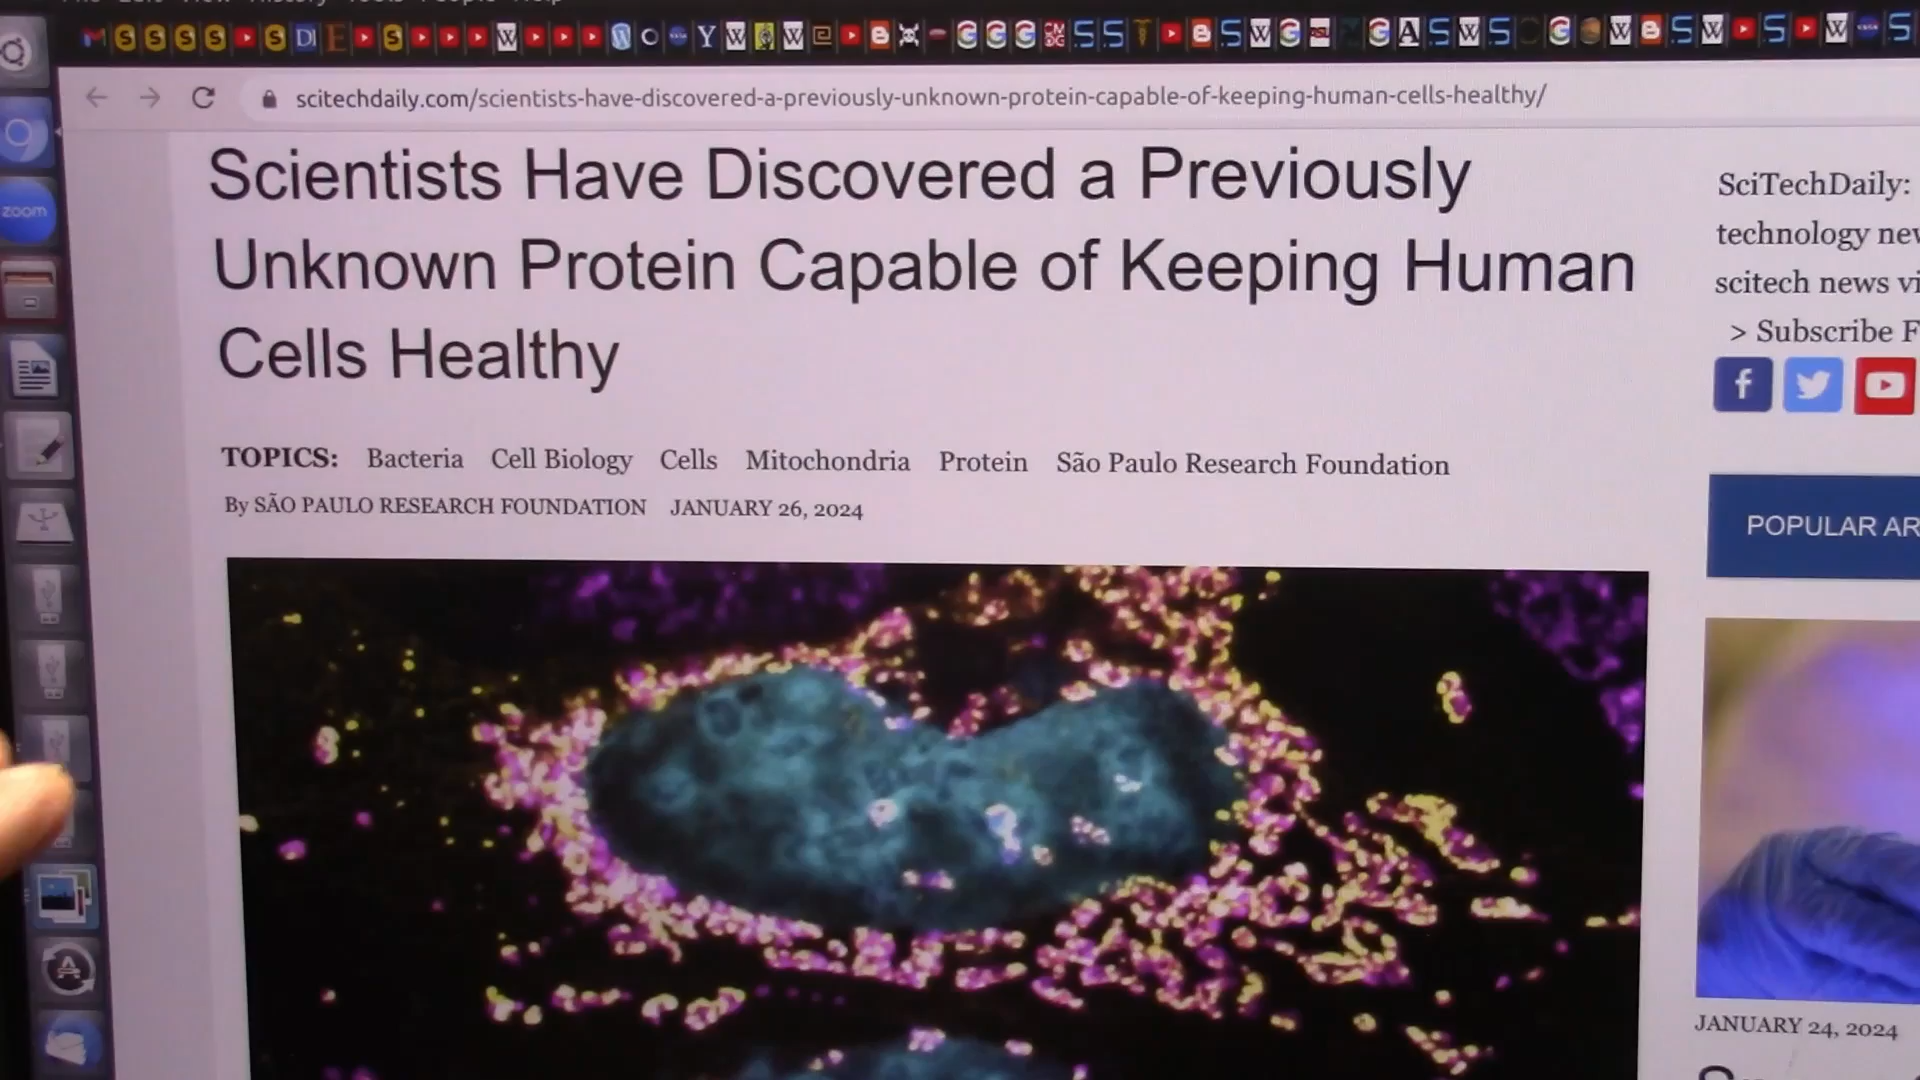 scitechdaily.com/scientists-have-discovered-a-previously-unknown-protein-capable-of-keeping-human-cells-healthy/
Scientists Have Discovered a Previously
Unknown Protein Capable of Keeping Human
Cells Healthy
TOPICS: Bacteria Cell Biology Cells Mitochondria Protein São Paulo Research Foundation
By SÃO PAULO RESEARCH FOUNDATION JANUARY 26, 2024
SciTechDaily:
technology
scitech news
> Subscribe
POPULAR
JANUARY 24, 2024
zoom